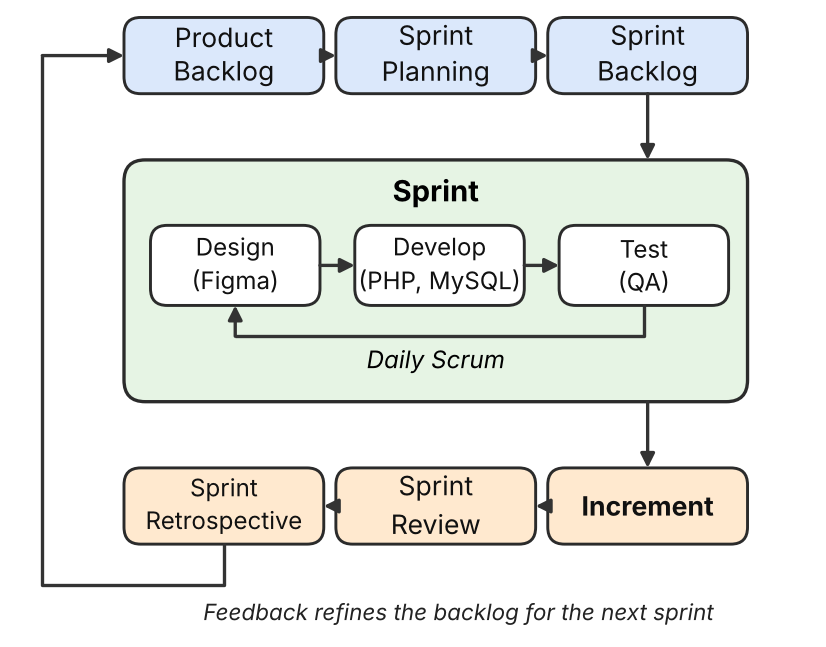 Product
Backlog
Sprint
Planning
Sprint
Backlog
Sprint
Design
(Figma)
Develop
(PHP, MySQL)
Test
(QA)
Daily Scrum
Sprint
Retrospective
Sprint
Review
Increment
Feedback refines the backlog for the next sprint